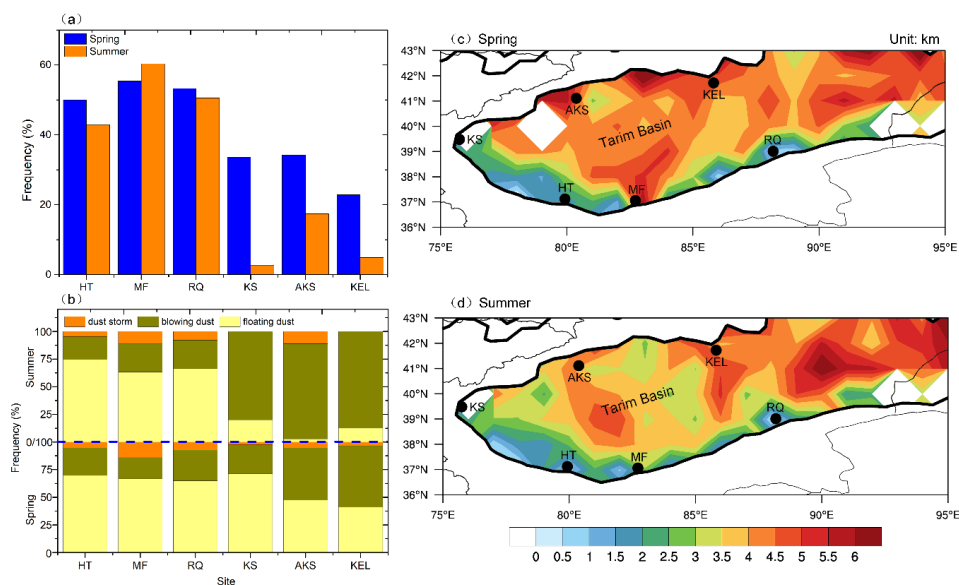 （a）
Spring
Summer
60
40
20
0
Frequency (%)
HT MF RQ KS AKS KEL
（b）
dust storm blowing dust floating dust
100
75
50
25
0/100
75
50
25
0
Summer
Frequency (%)
Spring
HT MF RQ KS AKS KEL
Site
（c）Spring
Unit: km
43°N
42°N
41°N
40°N
39°N
38°N
37°N
36°N
KEL
AKS
Tarim Basin
KS
RQ
HT
MF
75°E 80°E 85°E 90°E 95°E
（d）Summer
43°N
42°N
41°N
40°N
39°N
38°N
37°N
36°N
KEL
AKS
Tarim Basin
KS
RQ
HT
MF
75°E 80°E 85°E 90°E 95°E
0 0.5 1 1.5 2 2.5 3 3.5 4 4.5 5 5.5 6